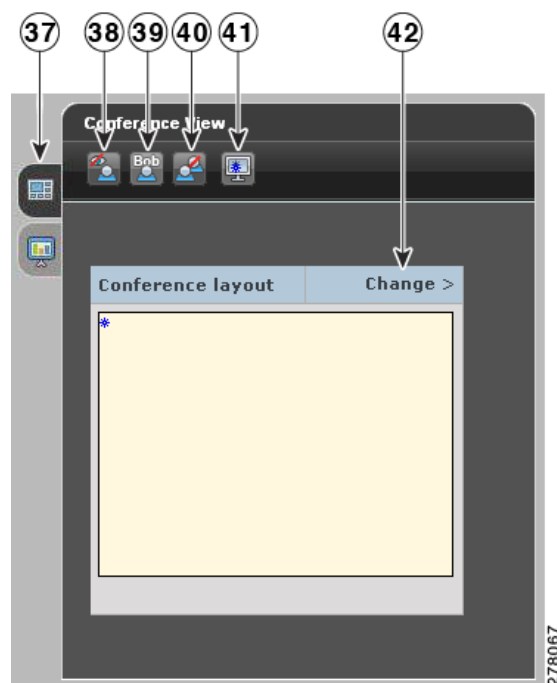 37 38 39 40 41 42
Conference View
Bob
Conference layout Change >
278067